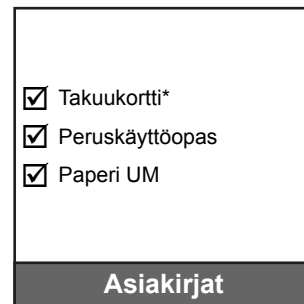 ☑ Takuukortti*
☑ Peruskäyttöopas
☑ Paperi UM
Asiakirjat